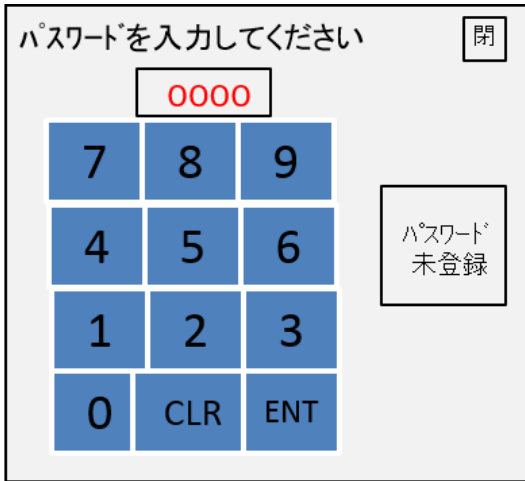 ﾊﾟｽﾜｰﾄﾞを入力してください
閉
0000
7 8 9
4 5 6
1 2 3
0 CLR ENT
ﾊﾟｽﾜｰﾄﾞ
未登録